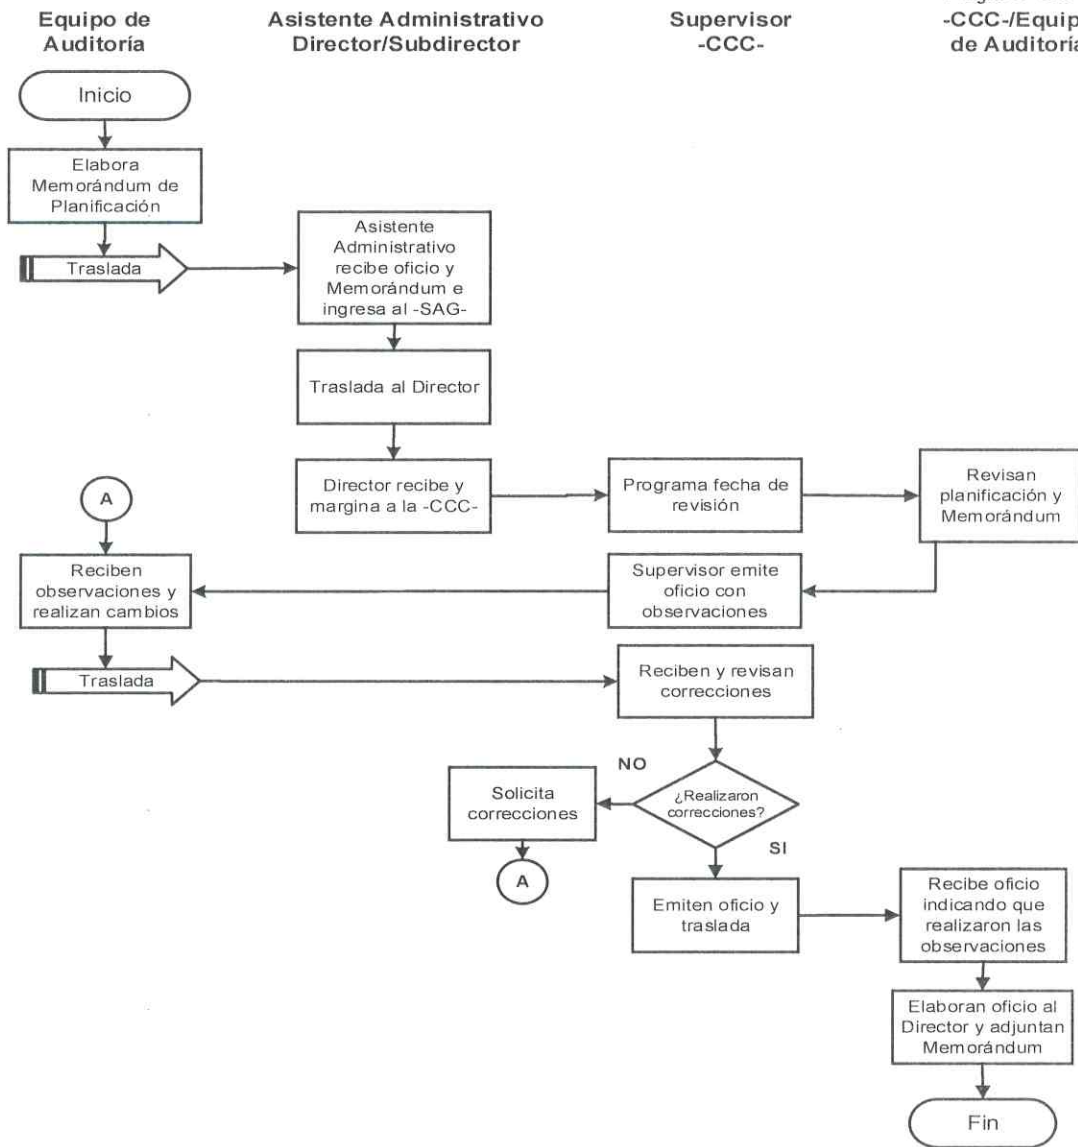 Equipo de
Auditoría
Asistente Administrativo
Director/Subdirector
Supervisor
-CCC-
-CCC-/Equip
de Auditoría
Inicio
Elabora
Memorándum de
Planificación
Traslada
Asistente
Administrativo
recibe oficio y
Memorándum e
ingresa al -SAG-
Traslada al Director
Director recibe y
margina a la -CCC-
Programa fecha de
revisión
Revisan
planificación y
Memorándum
A
Reciben
observaciones y
realizan cambios
Supervisor emite
oficio con
observaciones
Traslada
Reciben y revisan
correcciones
NO
¿Realizaron
correcciones?
Solicita
correcciones
A
SI
Emiten oficio y
traslada
Recibe oficio
indicando que
realizaron las
observaciones
Elaboran oficio al
Director y adjuntan
Memorándum
Fin